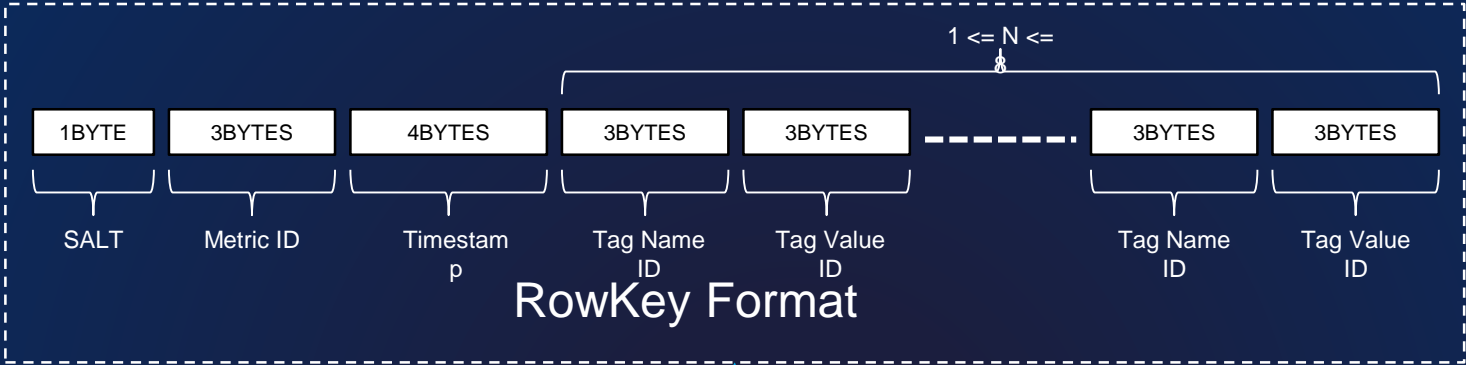 1 <= N <=
8
1BYTE 3BYTES 4BYTES 3BYTES 3BYTES 3BYTES 3BYTES
SALT Metric ID Timestam Tag Name Tag Value Tag Name Tag Value
p ID ID ID ID
RowKey Format